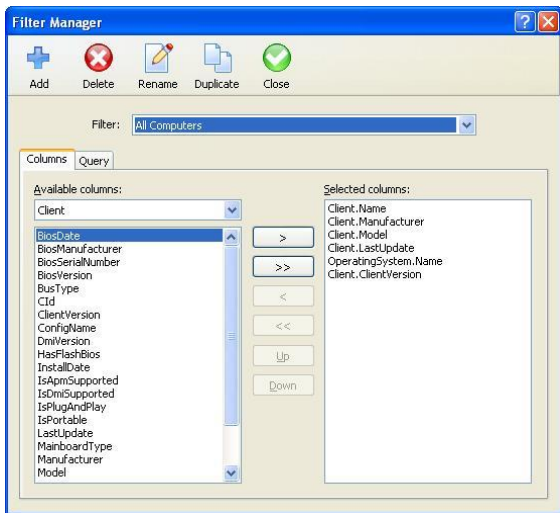 Filter Manager
Add Delete Rename Duplicate Close
Filter: All Computers
Columns Query
Available columns:
Client
BiosDate
BiosManufacturer
BiosSerialNumber
BiosVersion
BusType
CId
ClientVersion
ConfigName
DmiVersion
HasFlashBios
InstallDate
IsApmSupported
IsDmiSupported
IsPlugAndPlay
IsPortable
LastUpdate
MainboardType
Manufacturer
Model
>
>>
<
<<
Up
Down
Selected columns:
Client.Name
Client.Manufacturer
Client.Model
Client.LastUpdate
OperatingSystem.Name
Client.ClientVersion